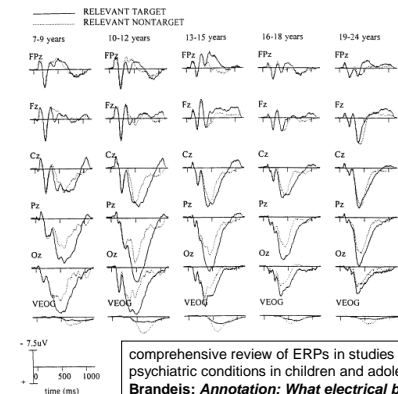 RELEVANT TARGET
RELEVANT NONTARGET
7-9 years 10-12 years 13-15 years 16-18 years 19-24 years
FPz FPz FPz FPz FPz
Fz Fz Fz Fz Fz
Cz Cz Cz Cz Cz
Pz Pz Pz Pz Pz
Oz Oz Oz Oz Oz
VEOG VEOG VEOG VEOG VEOG
- 7.5uV
+
0 500 1000
time (ms)
comprehensive review of ERPs in studies
psychiatric conditions in children and adole
Brandeis: Annotation: What electrical b